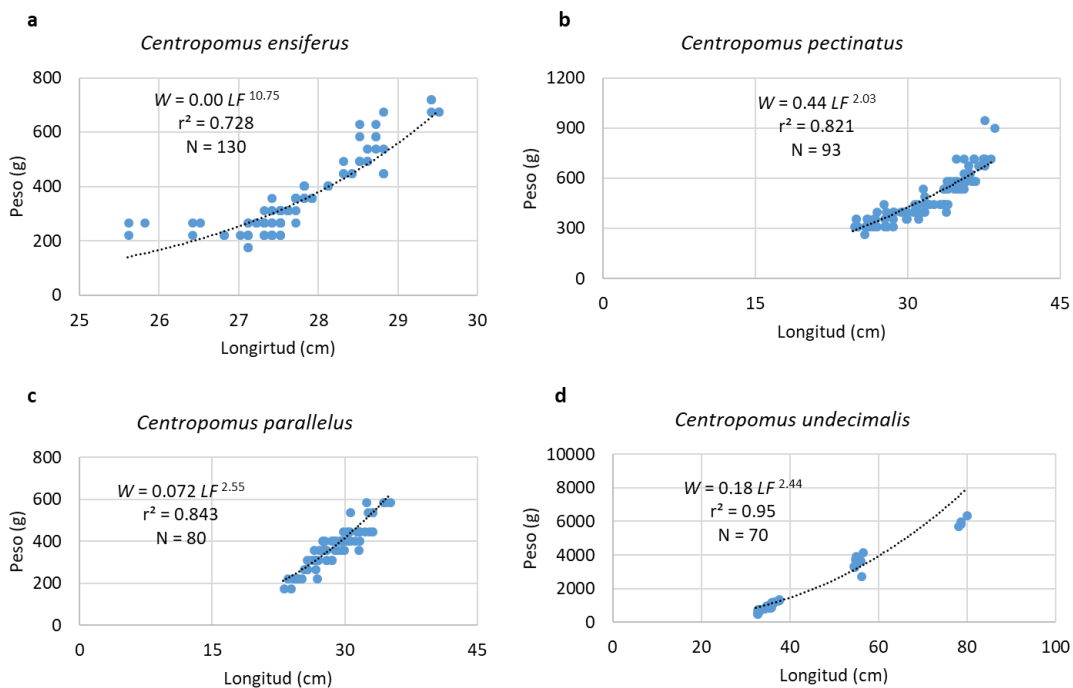 a
Centropomus ensiferus
W = 0.00 LF 10.75
r² = 0.728
N = 130
800
600
400
200
0
Peso (g)
25 26 27 28 29 30
Longirtud (cm)
b
Centropomus pectinatus
W = 0.44 LF 2.03
r² = 0.821
N = 93
1200
900
600
300
0
Peso (g)
0 15 30 45
Longitud (cm)
c
Centropomus parallelus
W = 0.072 LF 2.55
r² = 0.843
N = 80
800
600
400
200
0
Peso (g)
0 15 30 45
Longitud (cm)
d
Centropomus undecimalis
W = 0.18 LF 2.44
r² = 0.95
N = 70
10000
8000
6000
4000
2000
0
Peso (g)
0 20 40 60 80 100
Longitud (cm)